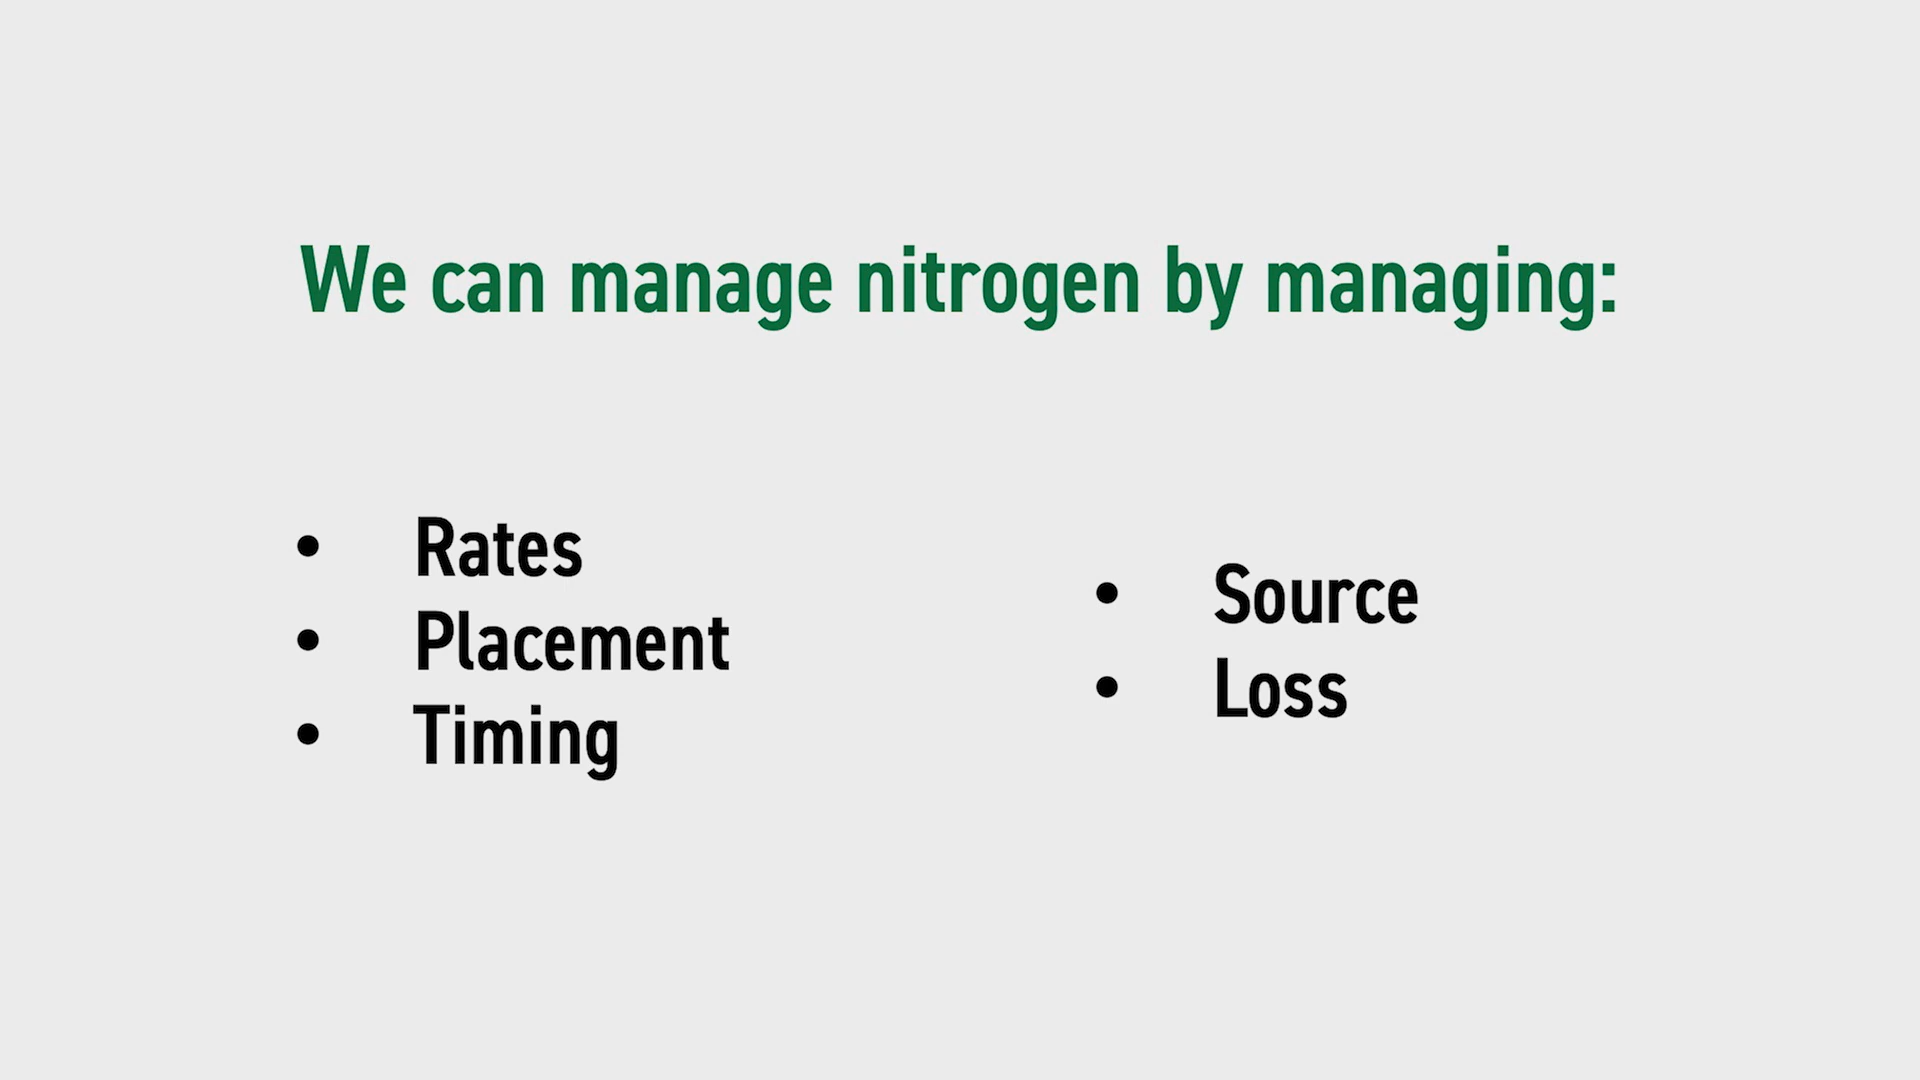 We can manage nitrogen by managing:
• Rates
• Placement
• Timing
• Source
• Loss